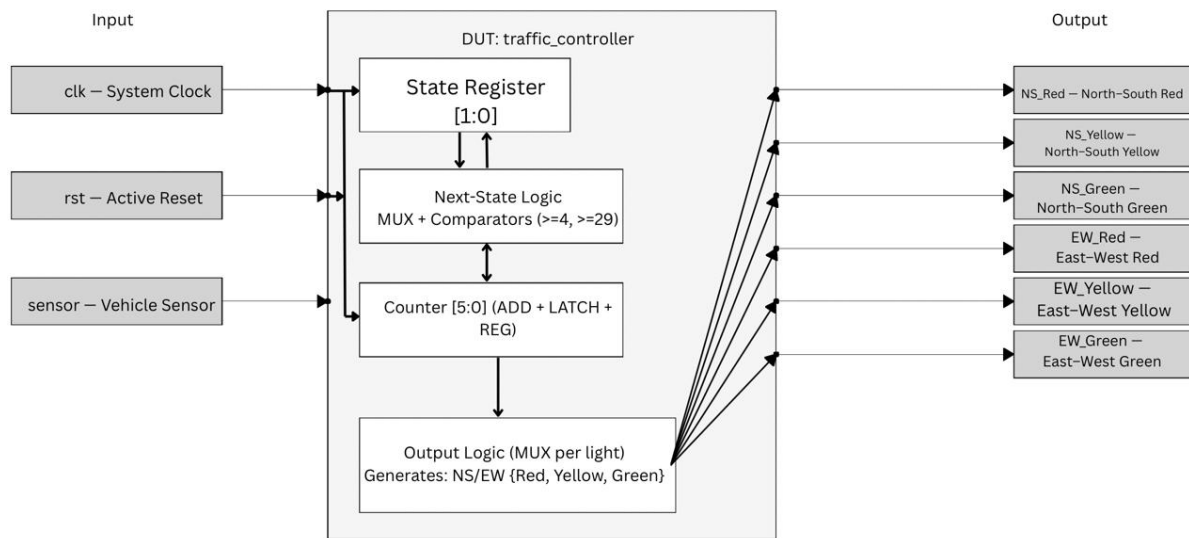 Input
Output
DUT: traffic_controller
clk – System Clock
rst – Active Reset
sensor – Vehicle Sensor
State Register
[1:0]
Next-State Logic
MUX + Comparators (>=4, >=29)
Counter [5:0] (ADD + LATCH +
REG)
Output Logic (MUX per light)
Generates: NS/EW {Red, Yellow, Green}
NS_Red – North–South Red
NS_Yellow –
North–South Yellow
NS_Green –
North–South Green
EW_Red –
East–West Red
EW_Yellow –
East–West Yellow
EW_Green –
East–West Green